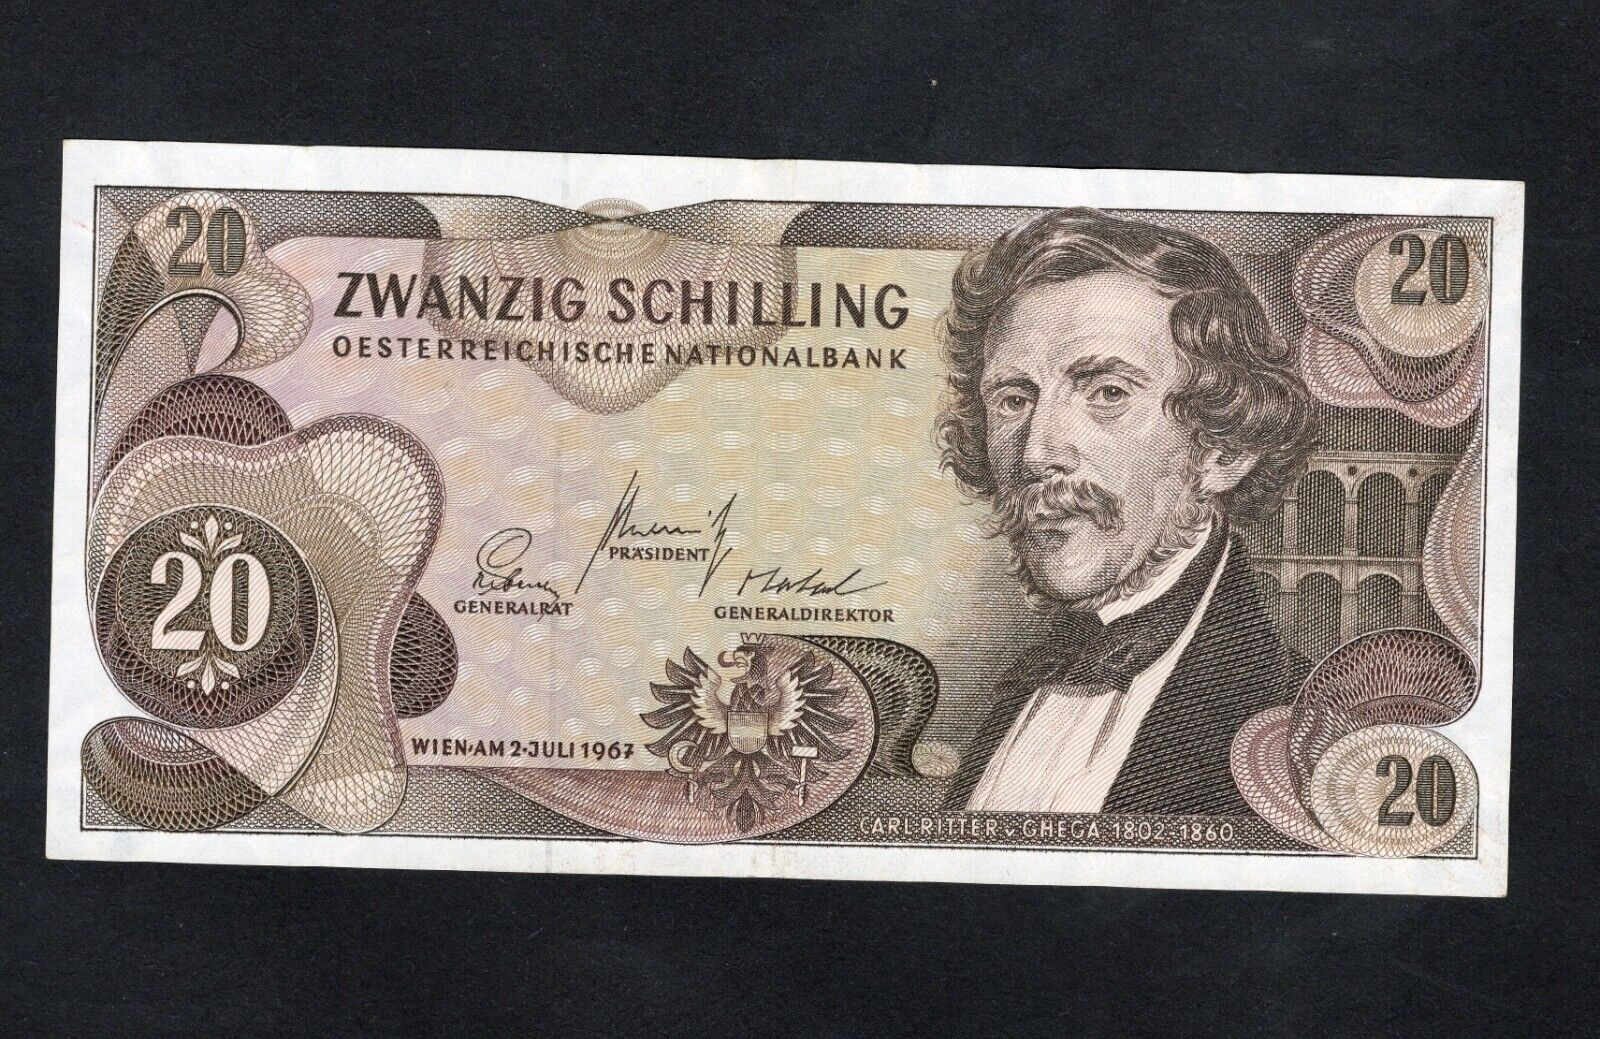 20
20
ZWANZIG SCHILLING
OESTERREICHISCHE NATIONALBANK
PRÄSIDENT
GENERALRAT
GENERALDIREKTOR
20
WIEN·AM 2·JULI 1967
20
CARL RITTER v GHEGA 1802-1860